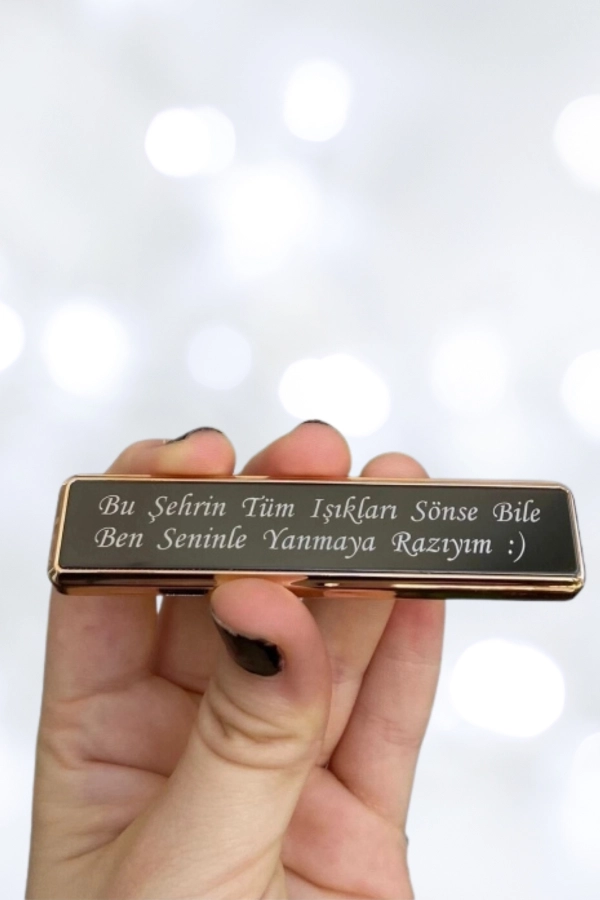 Bu Şehrin Tüm Işıkları Sönse Bile
Ben Seninle Yanmaya Razıyım :)